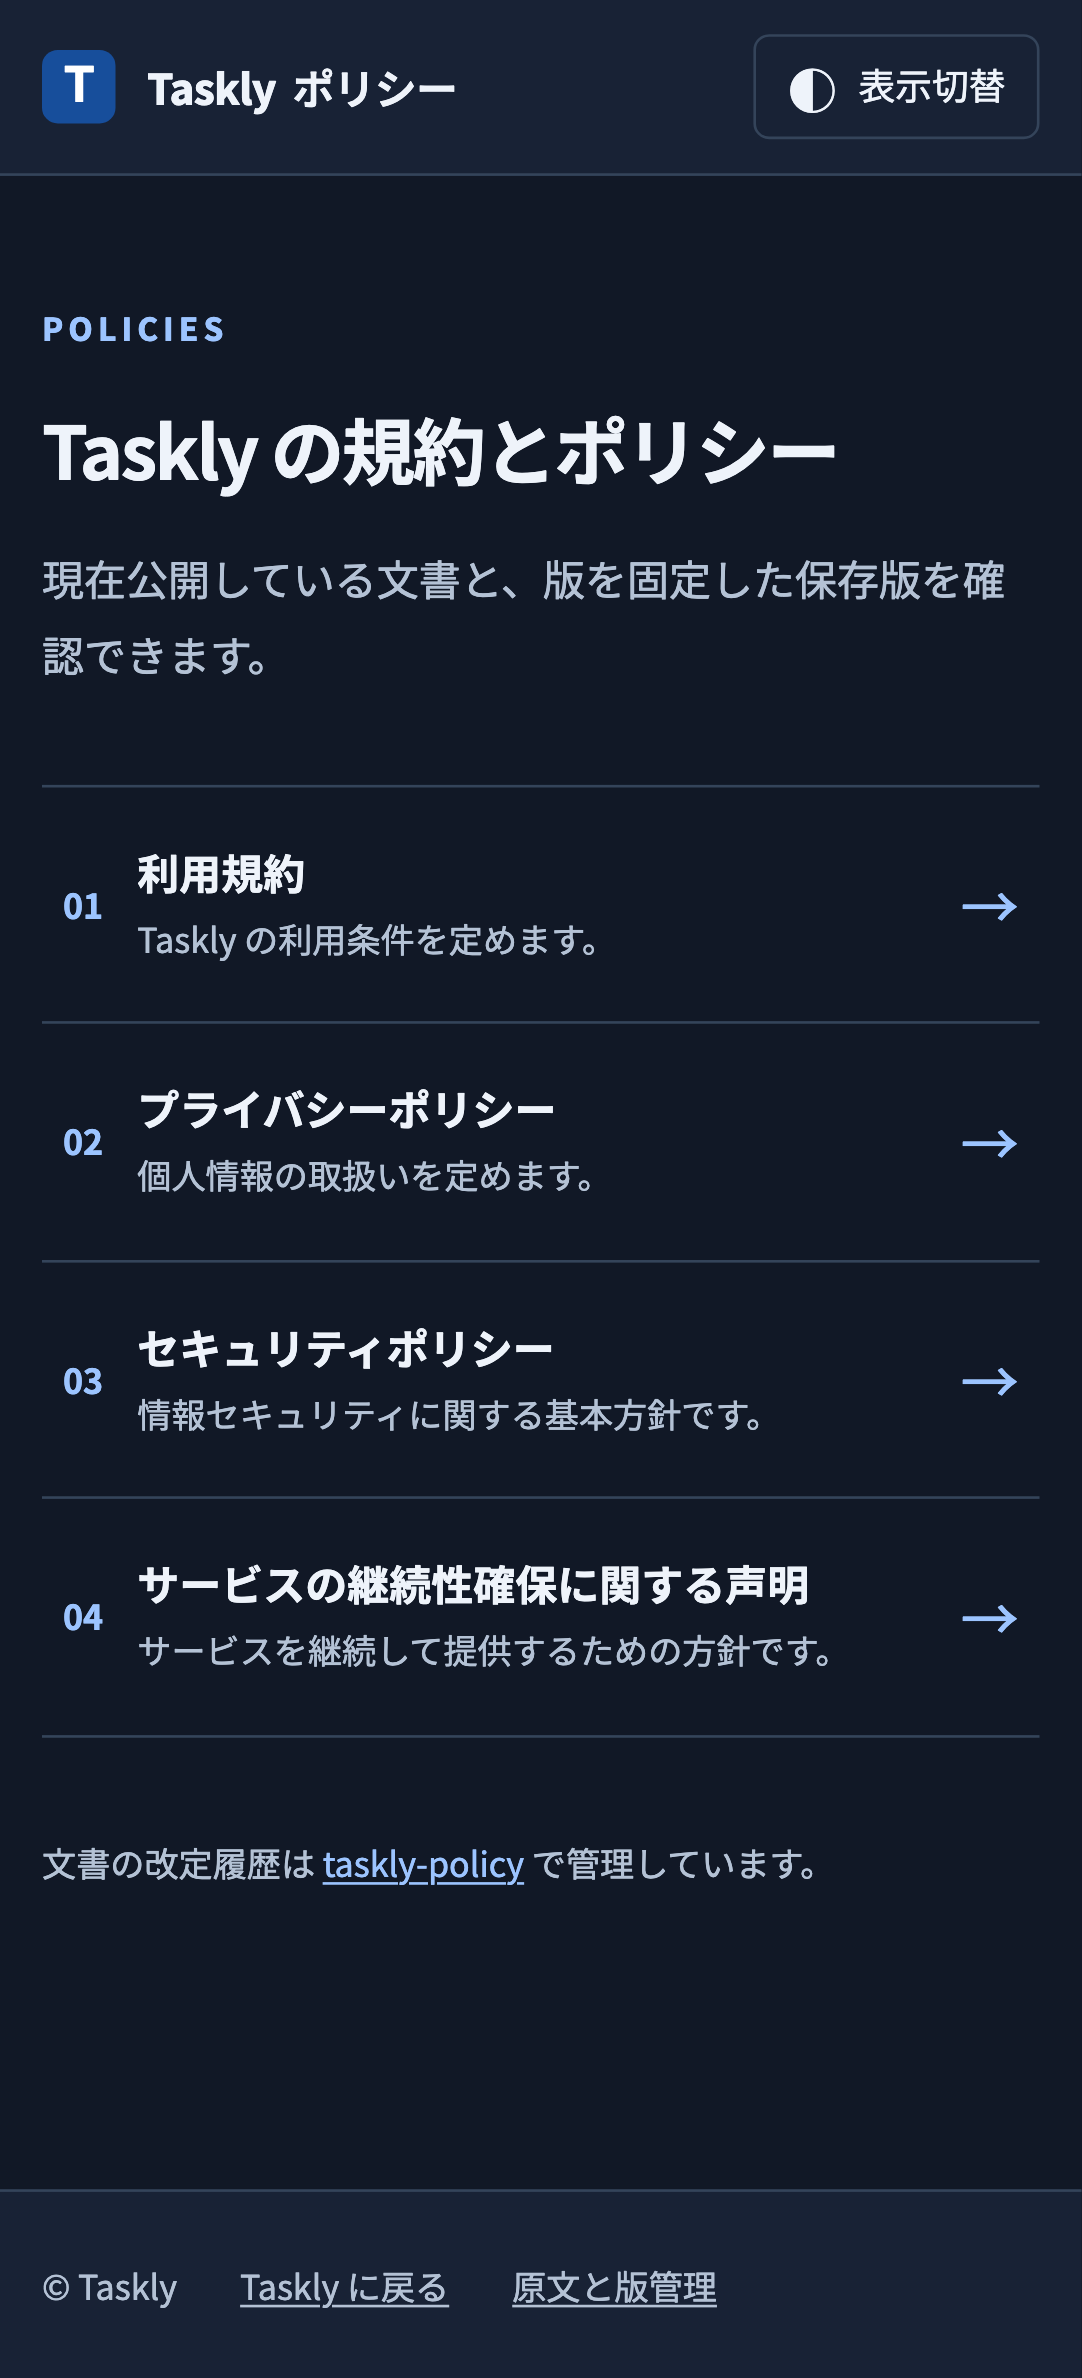 T Taskly ポリシー
表示切替
POLICIES
Taskly の規約とポリシー
現在公開している文書と、版を固定した保存版を確
認できます。
01
利用規約
Taskly の利用条件を定めます。
→
02
プライバシーポリシー
個人情報の取扱いを定めます。
→
03
セキュリティポリシー
情報セキュリティに関する基本方針です。
→
04
サービスの継続性確保に関する声明
サービスを継続して提供するための方針です。
→
文書の改定履歴は taskly-policy で管理しています。
© Taskly Taskly に戻る 原文と版管理